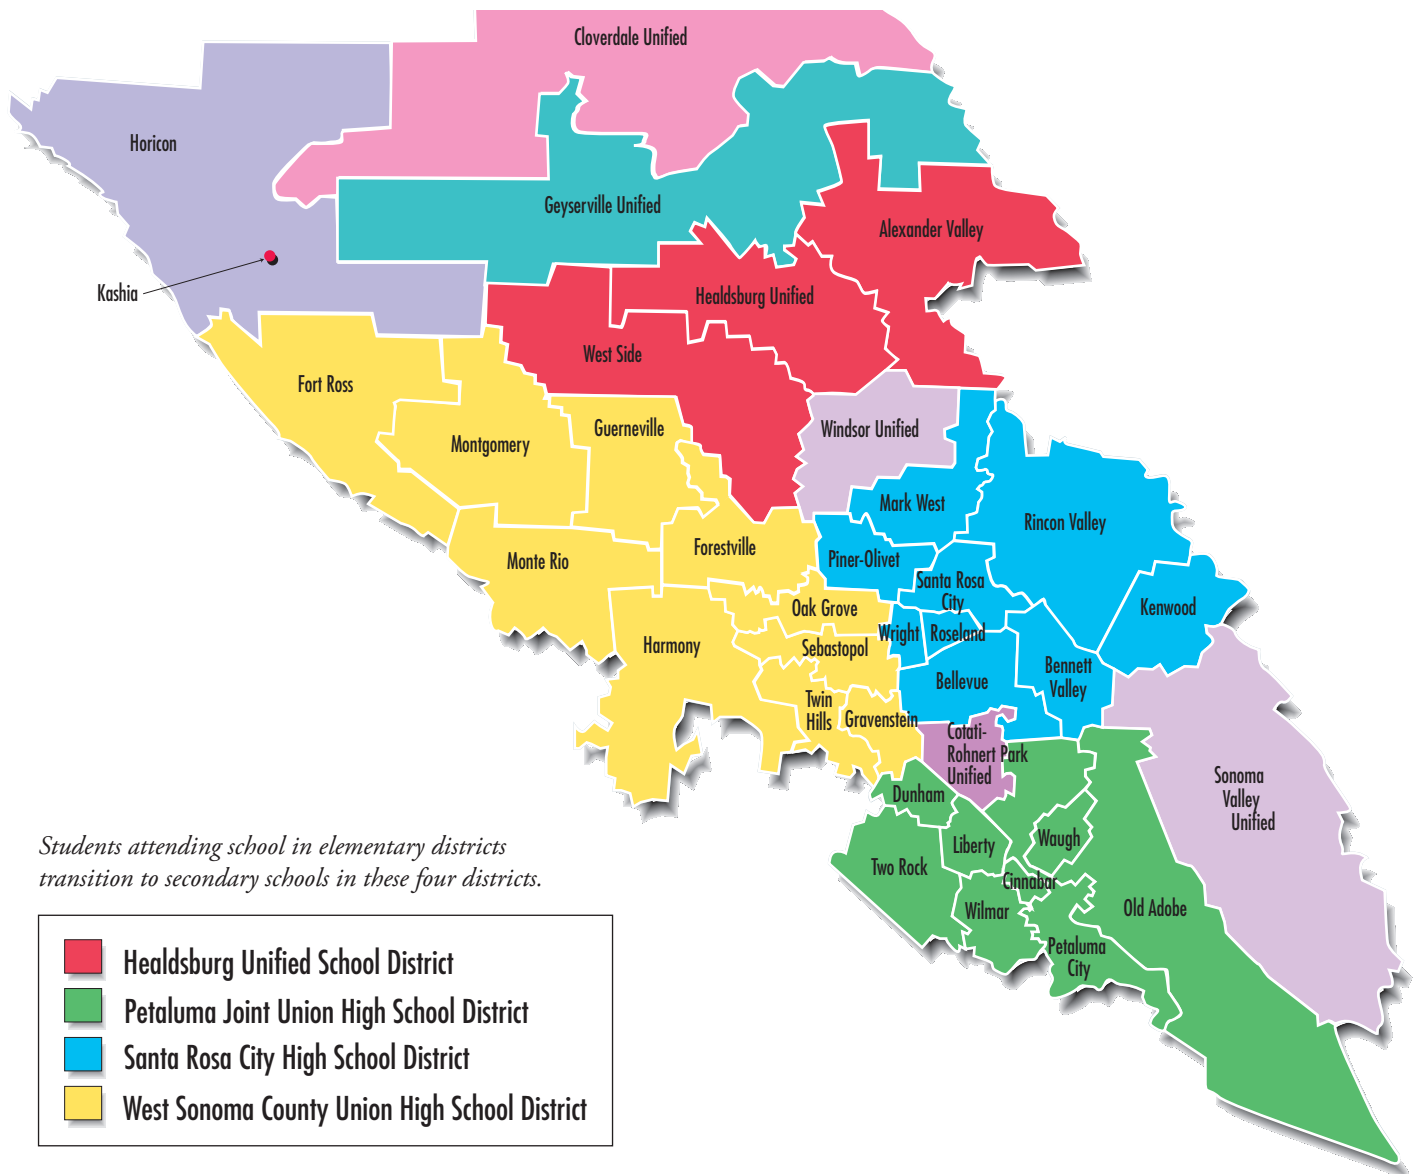 Cloverdale Unified
Horicon
Geyserville Unified
Alexander Valley
Kashia
Healdsburg Unified
West Side
Fort Ross
Guerneville
Windsor Unified
Montgomery
Mark West
Rincon Valley
Forestville
Monte Rio
Piner-Olivet
Santa Rosa
City
Oak Grove
Kenwood
Wright
Roseland
Harmony
Sebastopol
Bennett
Valley
Bellevue
Twin
Hills
Gravenstein
Cotati-
Rohnert Park
Unified
Sonoma
Valley
Unified
Dunham
Waugh
Liberty
Two Rock
Cinnabar
Wilmar
Old Adobe
Petaluma
City
Students attending school in elementary districts
transition to secondary schools in these four districts.
Healdsburg Unified School District
Petaluma Joint Union High School District
Santa Rosa City High School District
West Sonoma County Union High School District